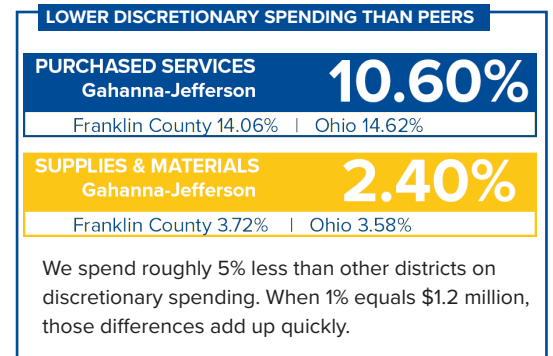 LOWER DISCRETIONARY SPENDING THAN PEERS
PURCHASED SERVICES
Gahanna-Jefferson
10.60%
Franklin County 14.06% | Ohio 14.62%
SUPPLIES & MATERIALS
Gahanna-Jefferson
2.40%
Franklin County 3.72% | Ohio 3.58%
We spend roughly 5% less than other districts on
discretionary spending. When 1% equals $1.2 million,
those differences add up quickly.